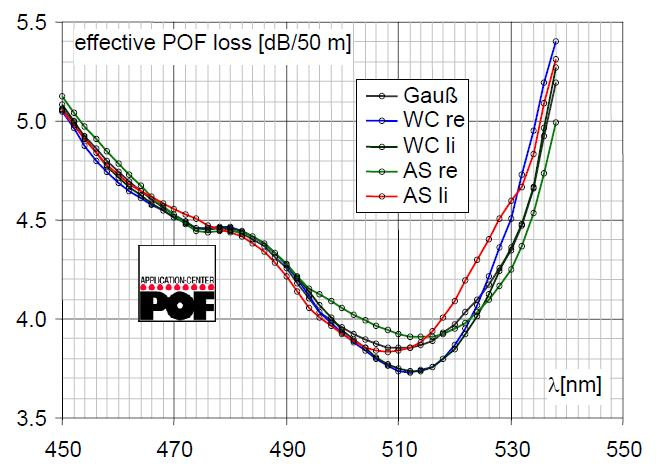 5.5
effective POF loss [dB/50 m]
5.0
4.5
4.0
3.5
Gauß
WC re
WC li
AS re
AS li
APPLICATION-CENTER
POF
λ[nm]
450 470 490 510 530 550